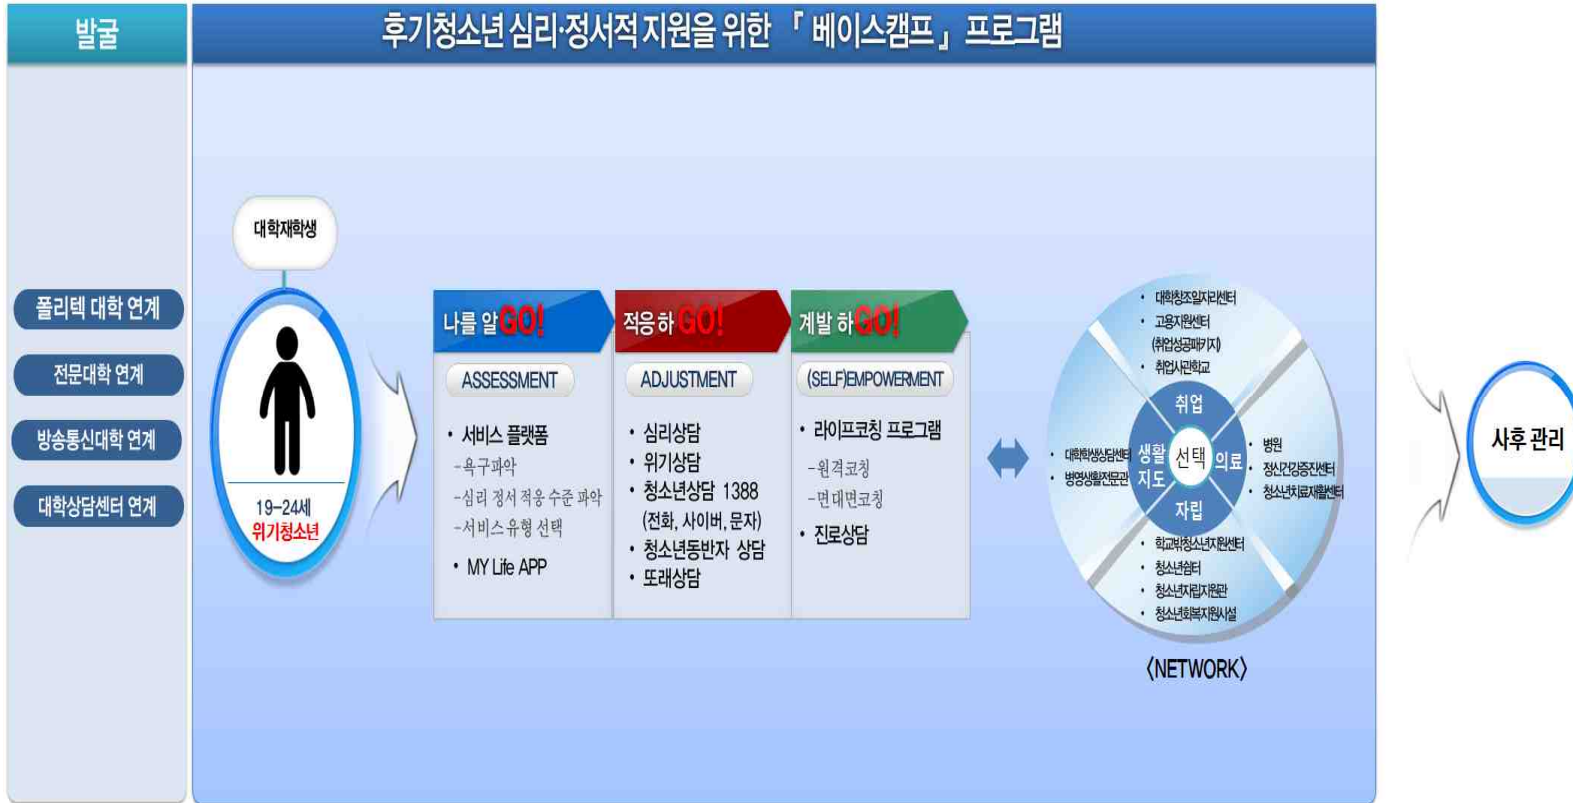 발굴
후기청소년 심리·정서적 지원을 위한 『 베이스캠프 』 프로그램
폴리텍 대학 연계
전문대학 연계
방송통신대학 연계
대학상담센터 연계
대학재학생
19-24세
위기청소년
나를 알GO!
ASSESSMENT
• 서비스 플랫폼
-욕구파악
-심리 정서 적응 수준 파악
-서비스 유형 선택
• MY Life APP
적응 하GO!
ADJUSTMENT
• 심리상담
• 위기상담
• 청소년상담 1388
(전화, 사이버, 문자)
• 청소년동반자 상담
• 또래상담
계발 하GO!
(SELF)EMPOWERMENT
• 라이프코칭 프로그램
-원격코칭
-면대면코칭
• 진로상담
• 대학창조일자리센터
• 고용지원센터
(취업성공패키지)
• 취업사관학교
취업
• 대학학생상담센터
• 병영생활전문관
생활
지도
선택
의료
• 병원
• 정신건강증진센터
• 청소년치료재활센터
자립
• 학교밖청소년지원센터
• 청소년쉼터
• 청소년자립지원관
• 청소년회복지원시설
〈NETWORK〉
사후 관리